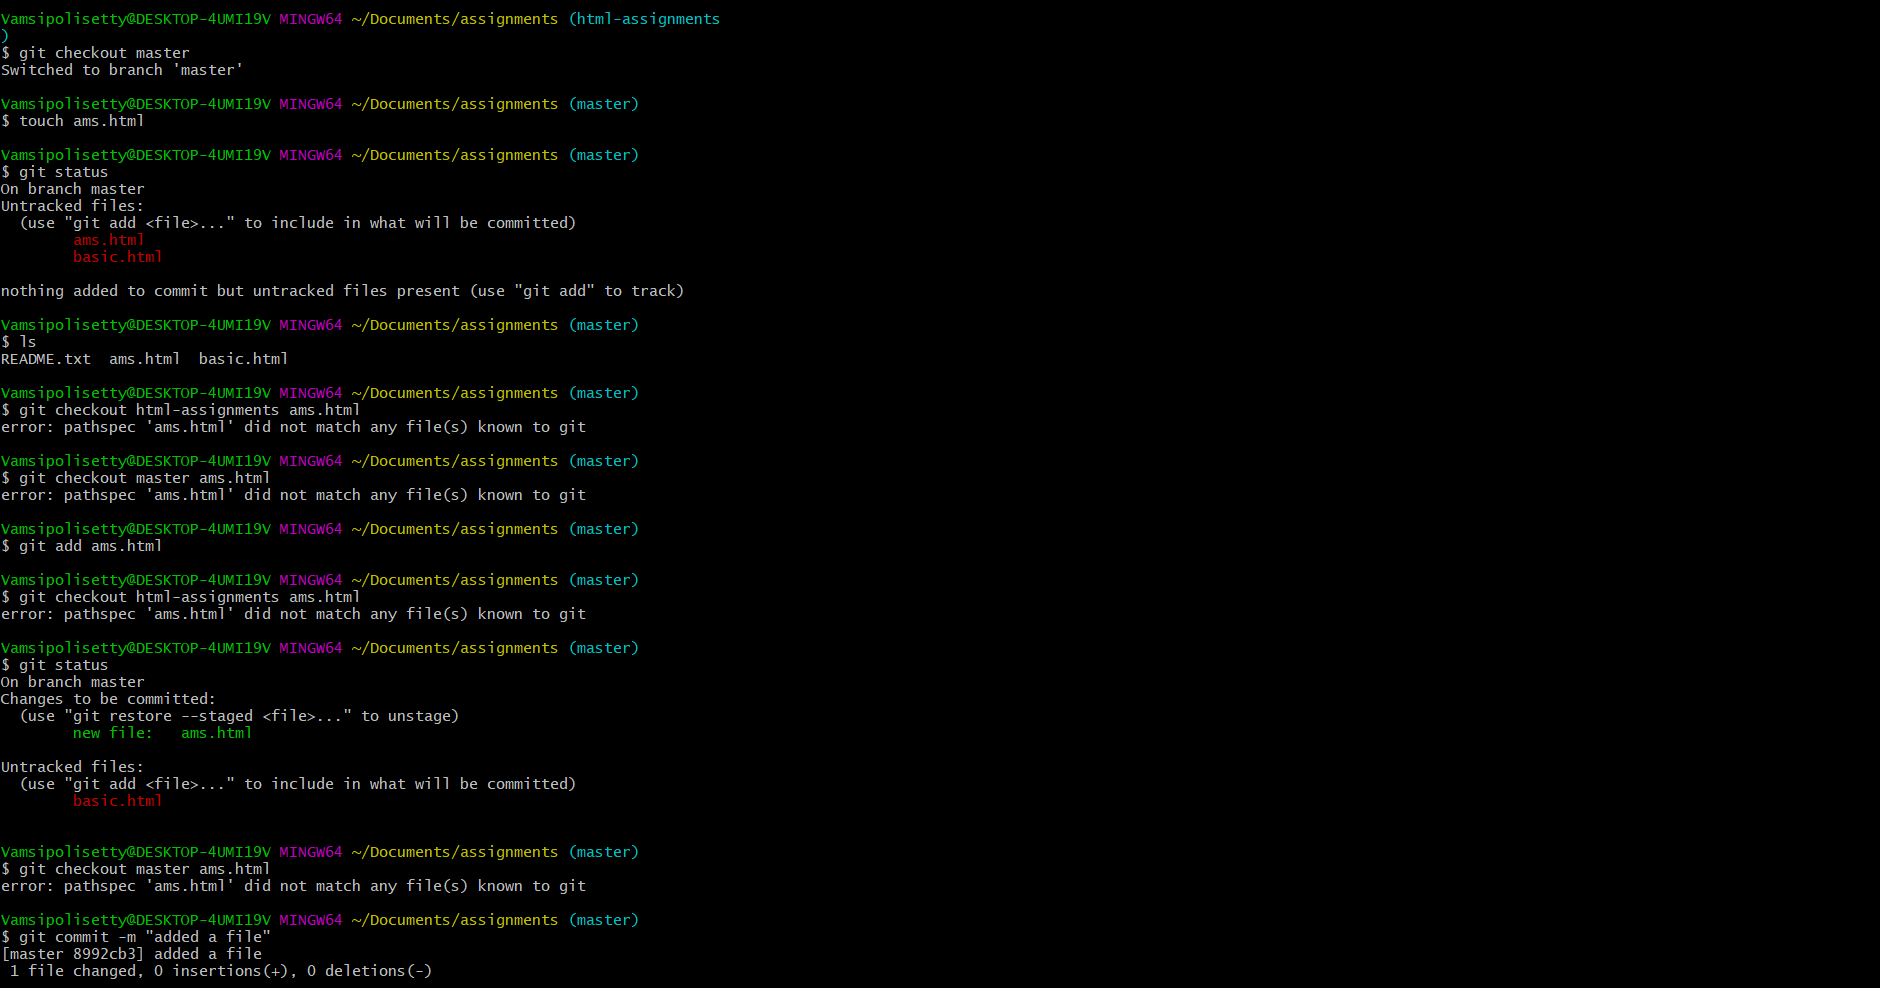 Vamsipolisetty@DESKTOP-4UMI19V MINGW64 ~/Documents/assignments (html-assignments
)
$ git checkout master
Switched to branch 'master'
Vamsipolisetty@DESKTOP-4UMI19V MINGW64 ~/Documents/assignments (master)
$ touch ams.html
Vamsipolisetty@DESKTOP-4UMI19V MINGW64 ~/Documents/assignments (master)
$ git status
On branch master
Untracked files:
  (use "git add <file>..." to include in what will be committed)
        ams.html
        basic.html
nothing added to commit but untracked files present (use "git add" to track)
Vamsipolisetty@DESKTOP-4UMI19V MINGW64 ~/Documents/assignments (master)
$ ls
README.txt  ams.html  basic.html
Vamsipolisetty@DESKTOP-4UMI19V MINGW64 ~/Documents/assignments (master)
$ git checkout html-assignments ams.html
error: pathspec 'ams.html' did not match any file(s) known to git
Vamsipolisetty@DESKTOP-4UMI19V MINGW64 ~/Documents/assignments (master)
$ git checkout master ams.html
error: pathspec 'ams.html' did not match any file(s) known to git
Vamsipolisetty@DESKTOP-4UMI19V MINGW64 ~/Documents/assignments (master)
$ git add ams.html
Vamsipolisetty@DESKTOP-4UMI19V MINGW64 ~/Documents/assignments (master)
$ git checkout html-assignments ams.html
error: pathspec 'ams.html' did not match any file(s) known to git
Vamsipolisetty@DESKTOP-4UMI19V MINGW64 ~/Documents/assignments (master)
$ git status
On branch master
Changes to be committed:
  (use "git restore --staged <file>..." to unstage)
        new file:   ams.html
Untracked files:
  (use "git add <file>..." to include in what will be committed)
        basic.html
Vamsipolisetty@DESKTOP-4UMI19V MINGW64 ~/Documents/assignments (master)
$ git checkout master ams.html
error: pathspec 'ams.html' did not match any file(s) known to git
Vamsipolisetty@DESKTOP-4UMI19V MINGW64 ~/Documents/assignments (master)
$ git commit -m "added a file"
[master 8992cb3] added a file
 1 file changed, 0 insertions(+), 0 deletions(-)